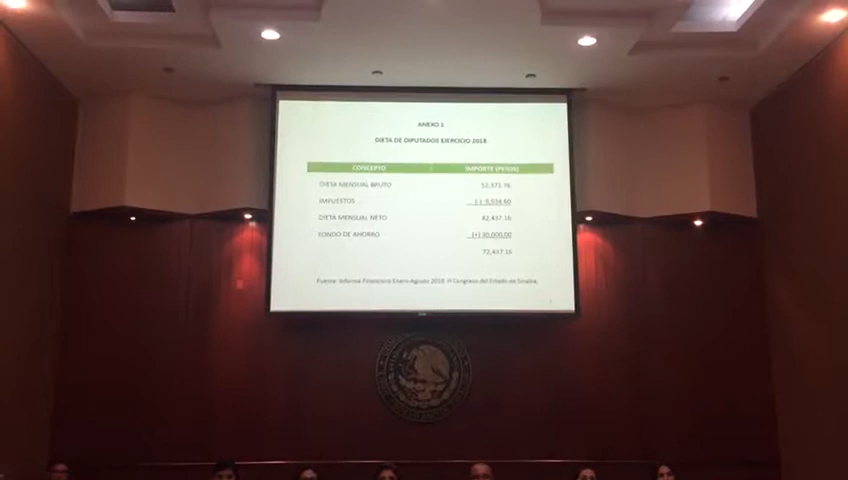 ANEXO 1
DIETA DE DIPUTADOS EJERCICIO 2018
CONCEPTO IMPORTE (PESOS)
DIETA MENSUAL BRUTO 52,371.76
IMPUESTOS (-) 9,934.60
DIETA MENSUAL NETO 42,437.16
FONDO DE AHORRO (+) 30,000.00
72,437.16
Fuente: Informe Financiero Enero-Agosto 2018. H Congreso del Estado de Sinaloa.